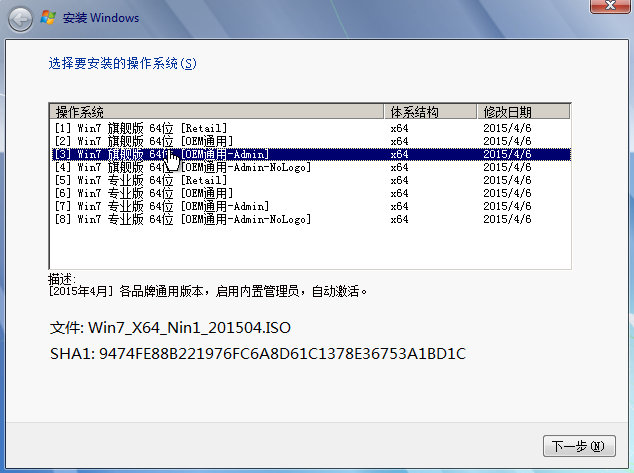 安装 Windows
选择要安装的操作系统(S)
操作系统 体系结构 修改日期
[1] Win7 旗舰版 64位 [Retail] x64 2015/4/6
[2] Win7 旗舰版 64位 [OEM通用] x64 2015/4/6
[3] Win7 旗舰版 64位 [OEM通用-Admin] x64 2015/4/6
[4] Win7 旗舰版 64位 [OEM通用-Admin-NoLogo] x64 2015/4/6
[5] Win7 专业版 64位 [Retail] x64 2015/4/6
[6] Win7 专业版 64位 [OEM通用] x64 2015/4/6
[7] Win7 专业版 64位 [OEM通用-Admin] x64 2015/4/6
[8] Win7 专业版 64位 [OEM通用-Admin-NoLogo] x64 2015/4/6
描述:
[2015年4月] 各品牌通用版本，启用内置管理员，自动激活。
文件: Win7_X64_Nin1_201504.ISO
SHA1: 9474FE88B221976FC6A8D61C1378E36753A1BD1C
下一步(N)